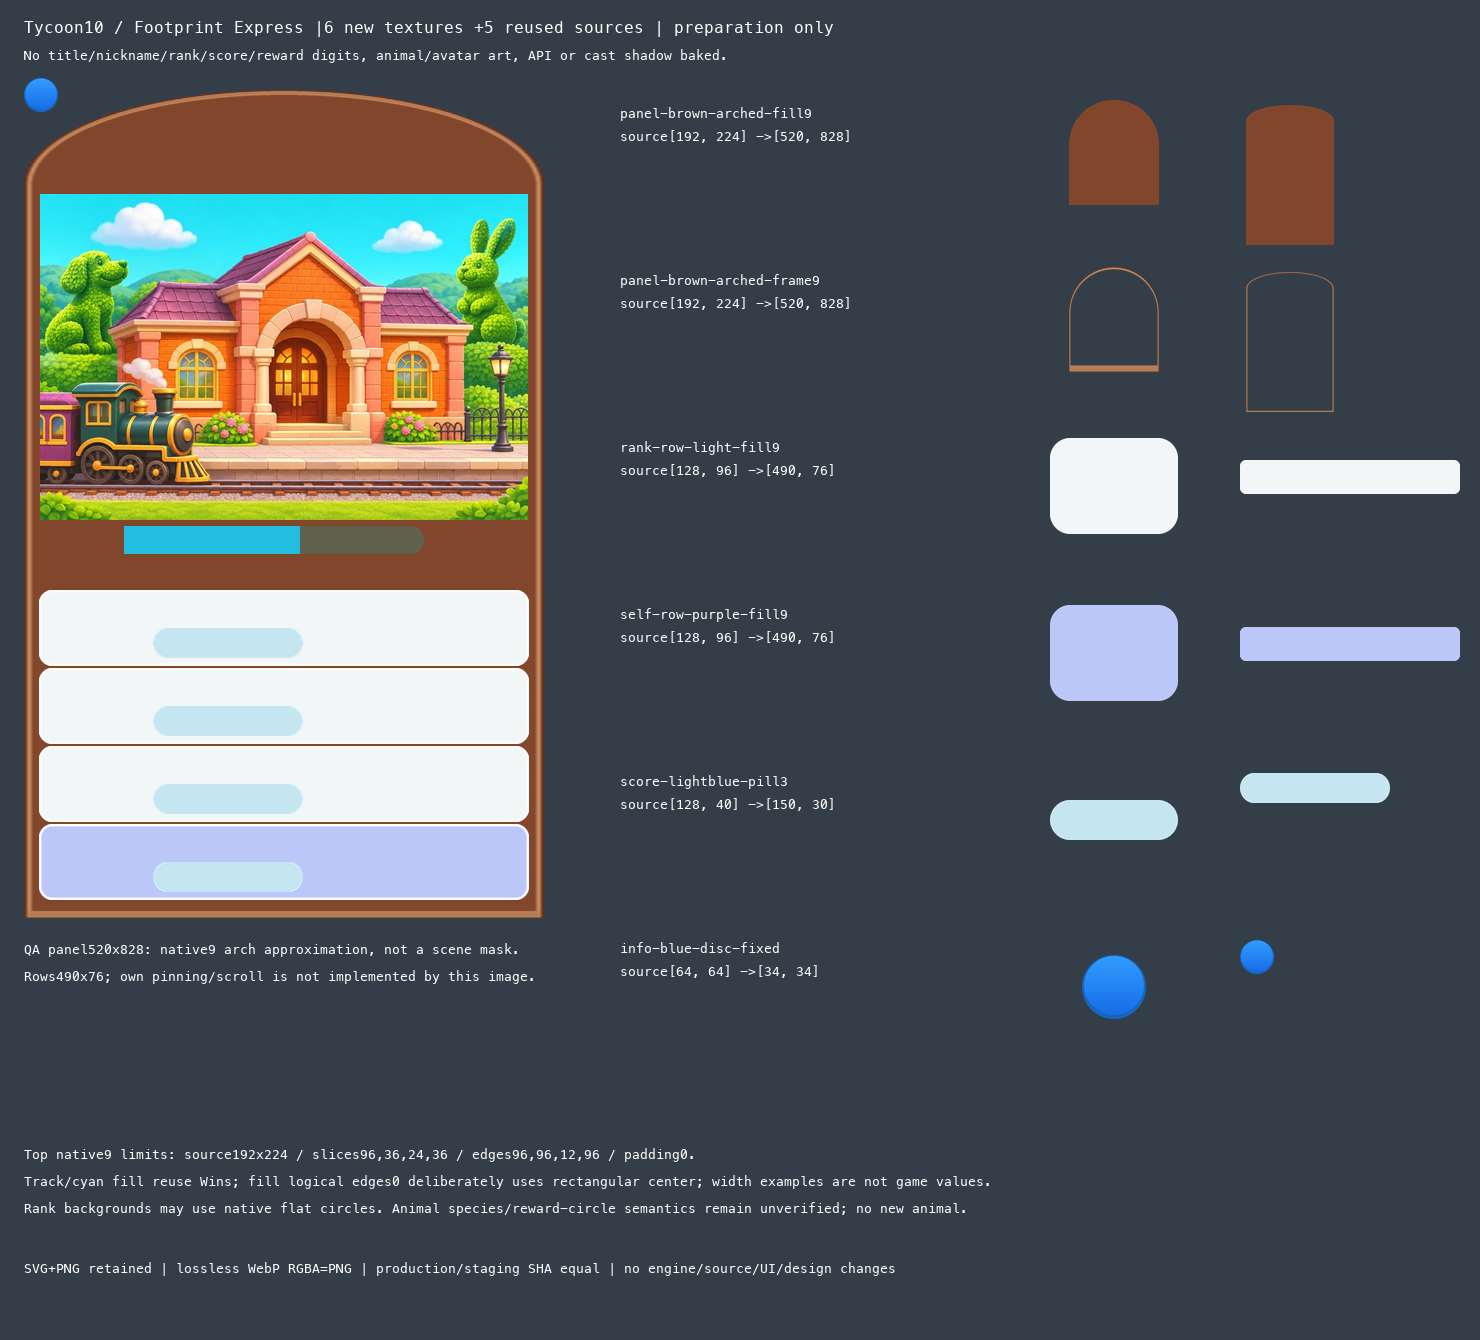 Tycoon10 / Footprint Express |6 new textures +5 reused sources | preparation only
No title/nickname/rank/score/reward digits, animal/avatar art, API or cast shadow baked.
panel-brown-arched-fill9
source[192, 224] ->[520, 828]
panel-brown-arched-frame9
source[192, 224] ->[520, 828]
rank-row-light-fill9
source[128, 96] ->[490, 76]
self-row-purple-fill9
source[128, 96] ->[490, 76]
score-lightblue-pill3
source[128, 40] ->[150, 30]
info-blue-disc-fixed
source[64, 64] ->[34, 34]
QA panel520x828: native9 arch approximation, not a scene mask.
Rows490x76; own pinning/scroll is not implemented by this image.
Top native9 limits: source192x224 / slices96,36,24,36 / edges96,96,12,96 / padding0.
Track/cyan fill reuse Wins; fill logical edges0 deliberately uses rectangular center; width examples are not game values.
Rank backgrounds may use native flat circles. Animal species/reward-circle semantics remain unverified; no new animal.
SVG+PNG retained | lossless WebP RGBA=PNG | production/staging SHA equal | no engine/source/UI/design changes